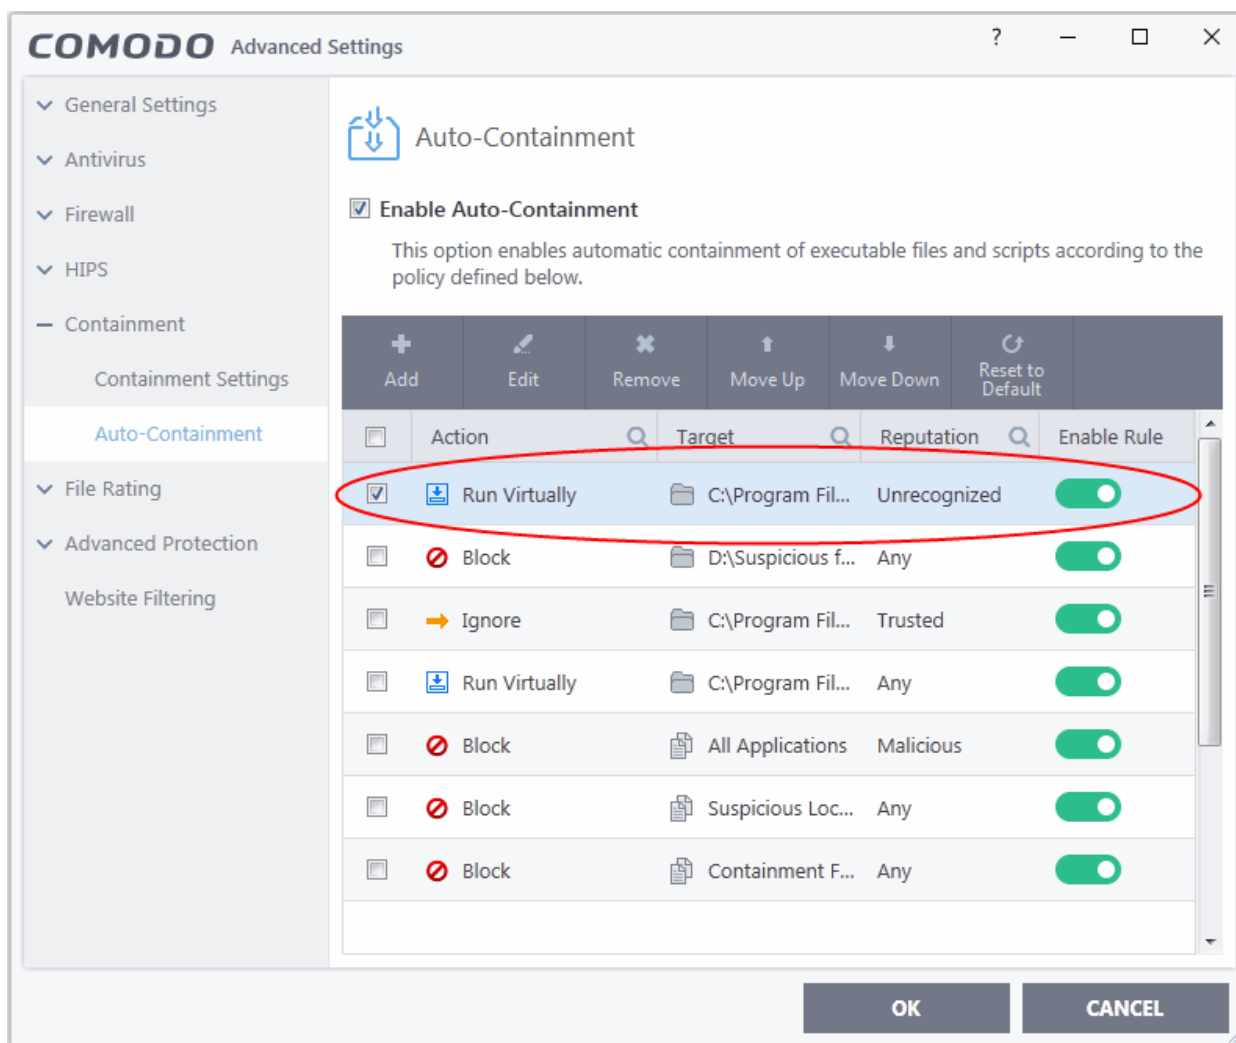 COMODO Advanced Settings ?
General Settings
Antivirus
Firewall
HIPS
Containment
Containment Settings
Auto-Containment
File Rating
Advanced Protection
Website Filtering
Auto-Containment
Enable Auto-Containment
This option enables automatic containment of executable files and scripts according to the
policy defined below.
Add Edit Remove Move Up Move Down Reset to
Default
Action Target Reputation Enable Rule
Run Virtually C:\Program Fil... Unrecognized
Block D:\Suspicious f... Any
Ignore C:\Program Fil... Trusted
Run Virtually C:\Program Fil... Any
Block All Applications Malicious
Block Suspicious Loc... Any
Block Containment F... Any
OK CANCEL